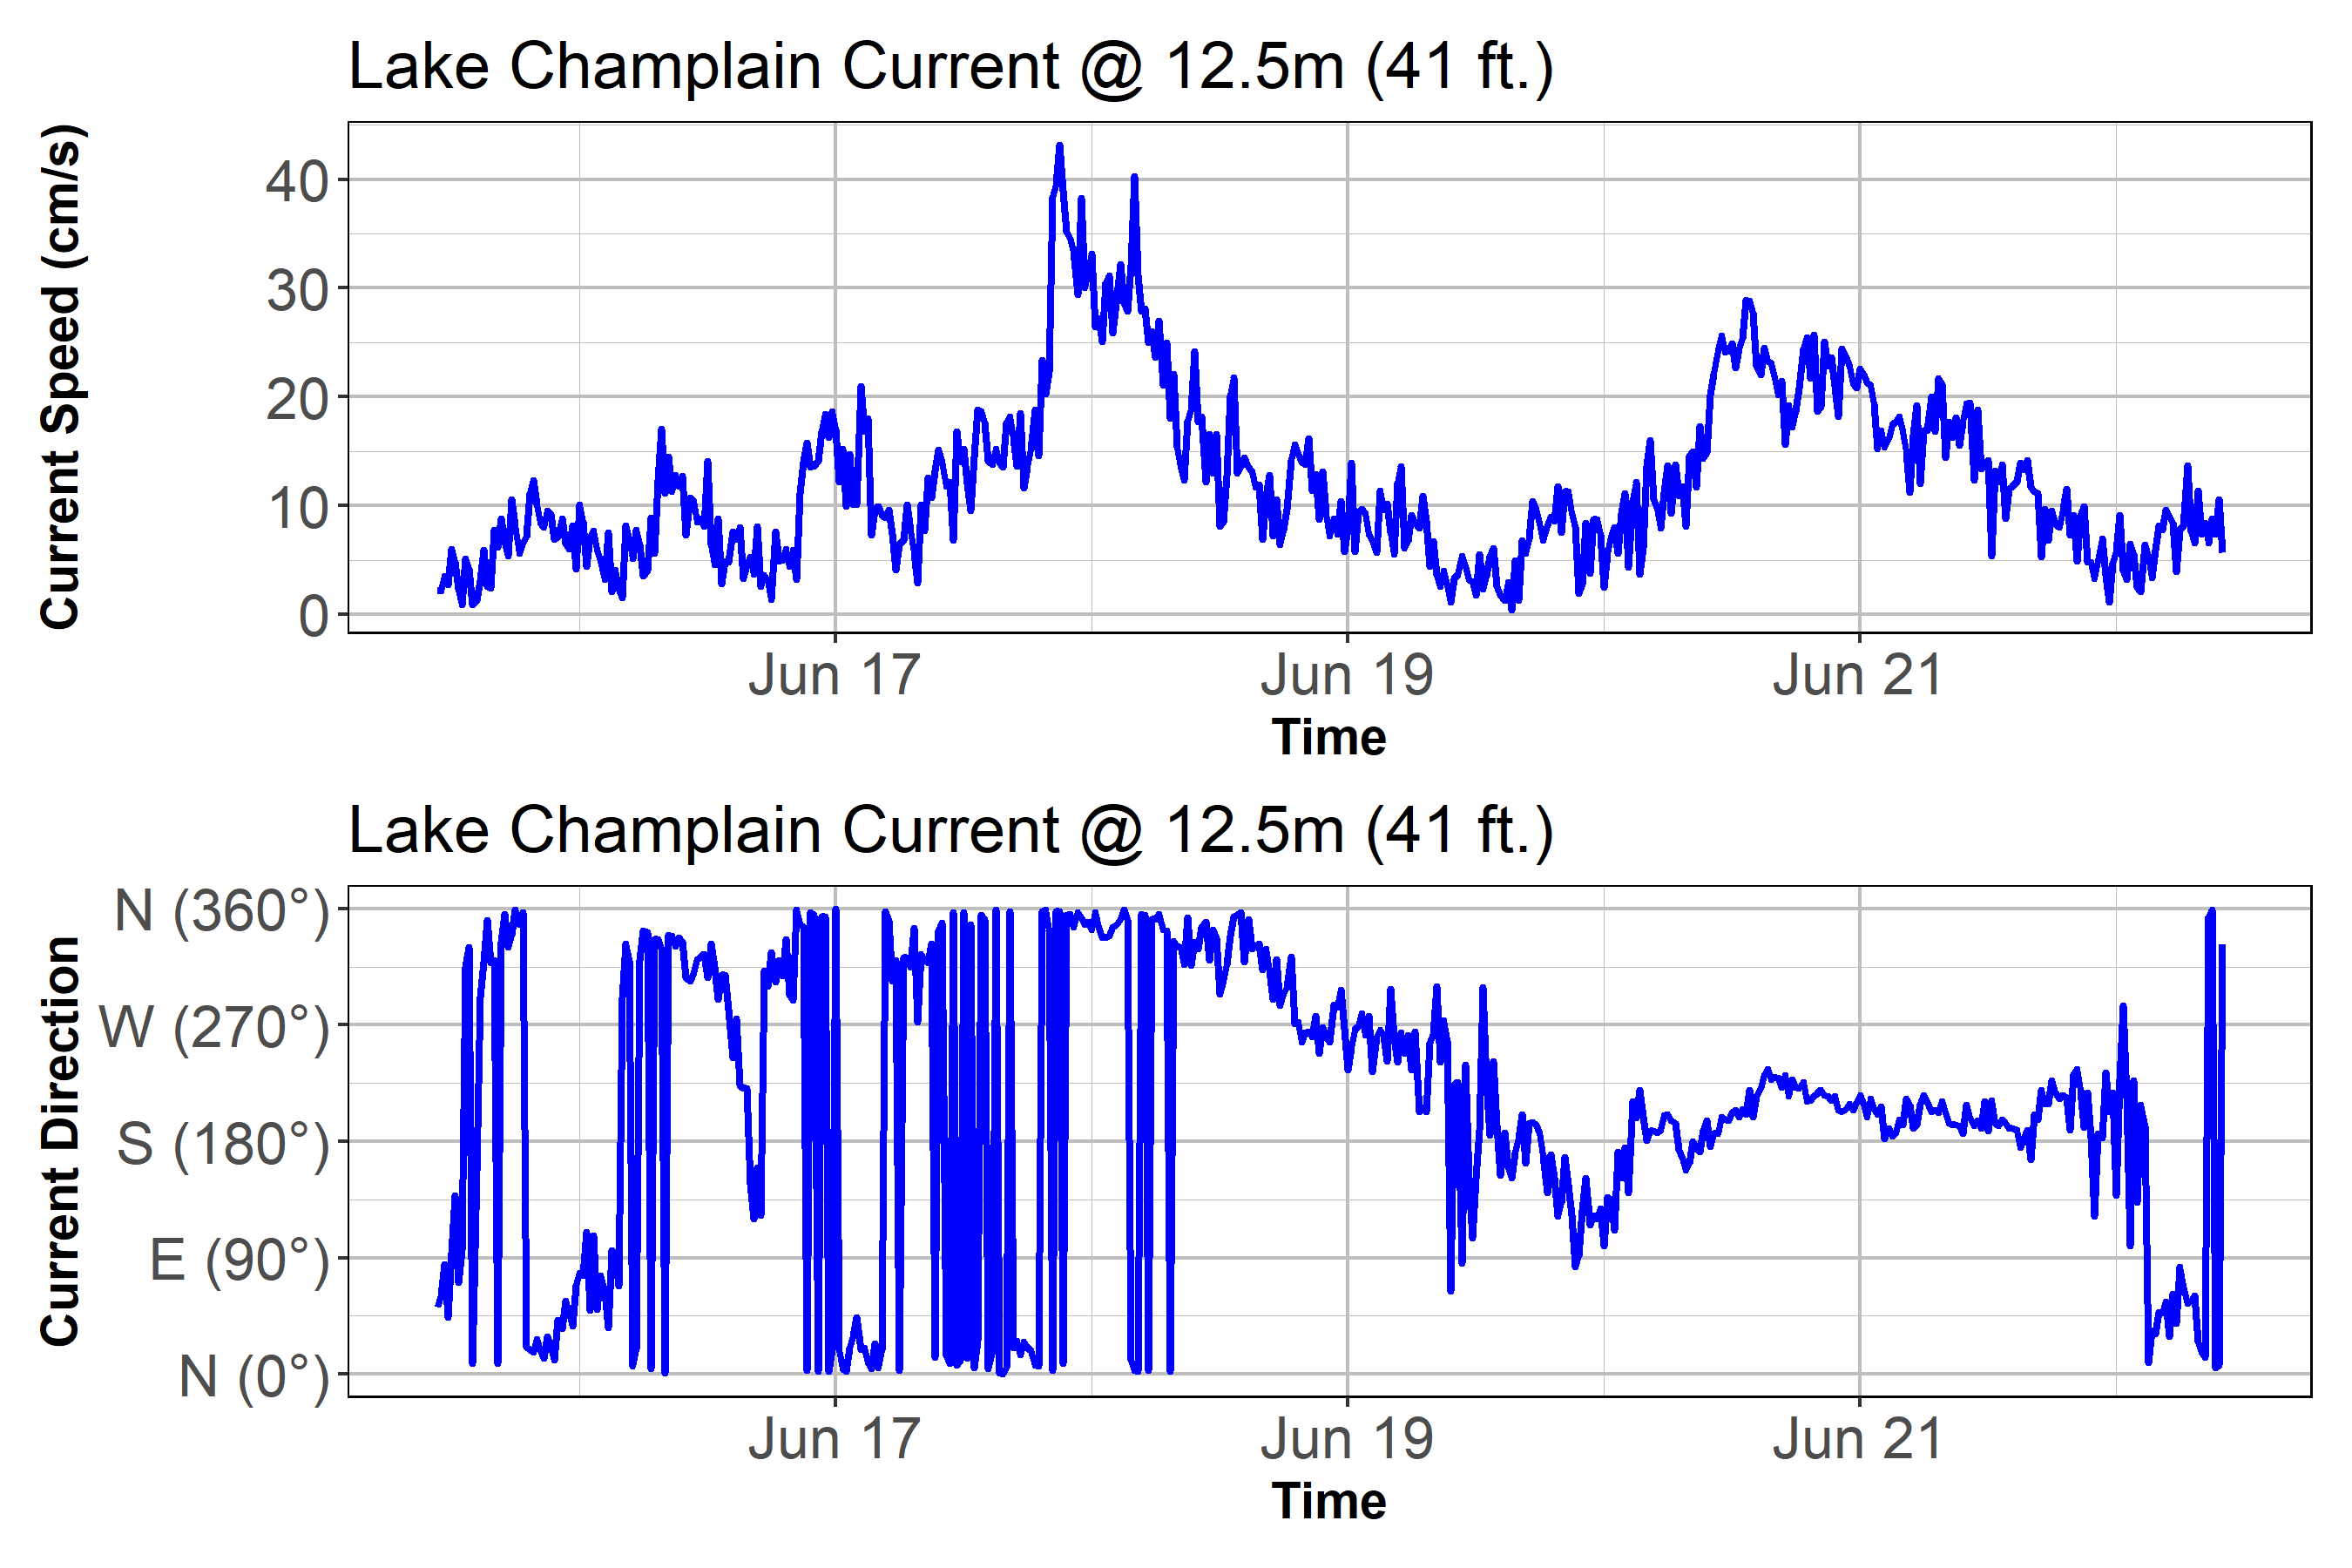 Lake Champlain Current @ 12.5m (41 ft.)
Current Speed (cm/s)
40
30
20
10
0
Jun 17
Jun 19
Jun 21
Time
Lake Champlain Current @ 12.5m (41 ft.)
Current Direction
N (360°)
W (270°)
S (180°)
E (90°)
N (0°)
Jun 17
Jun 19
Jun 21
Time